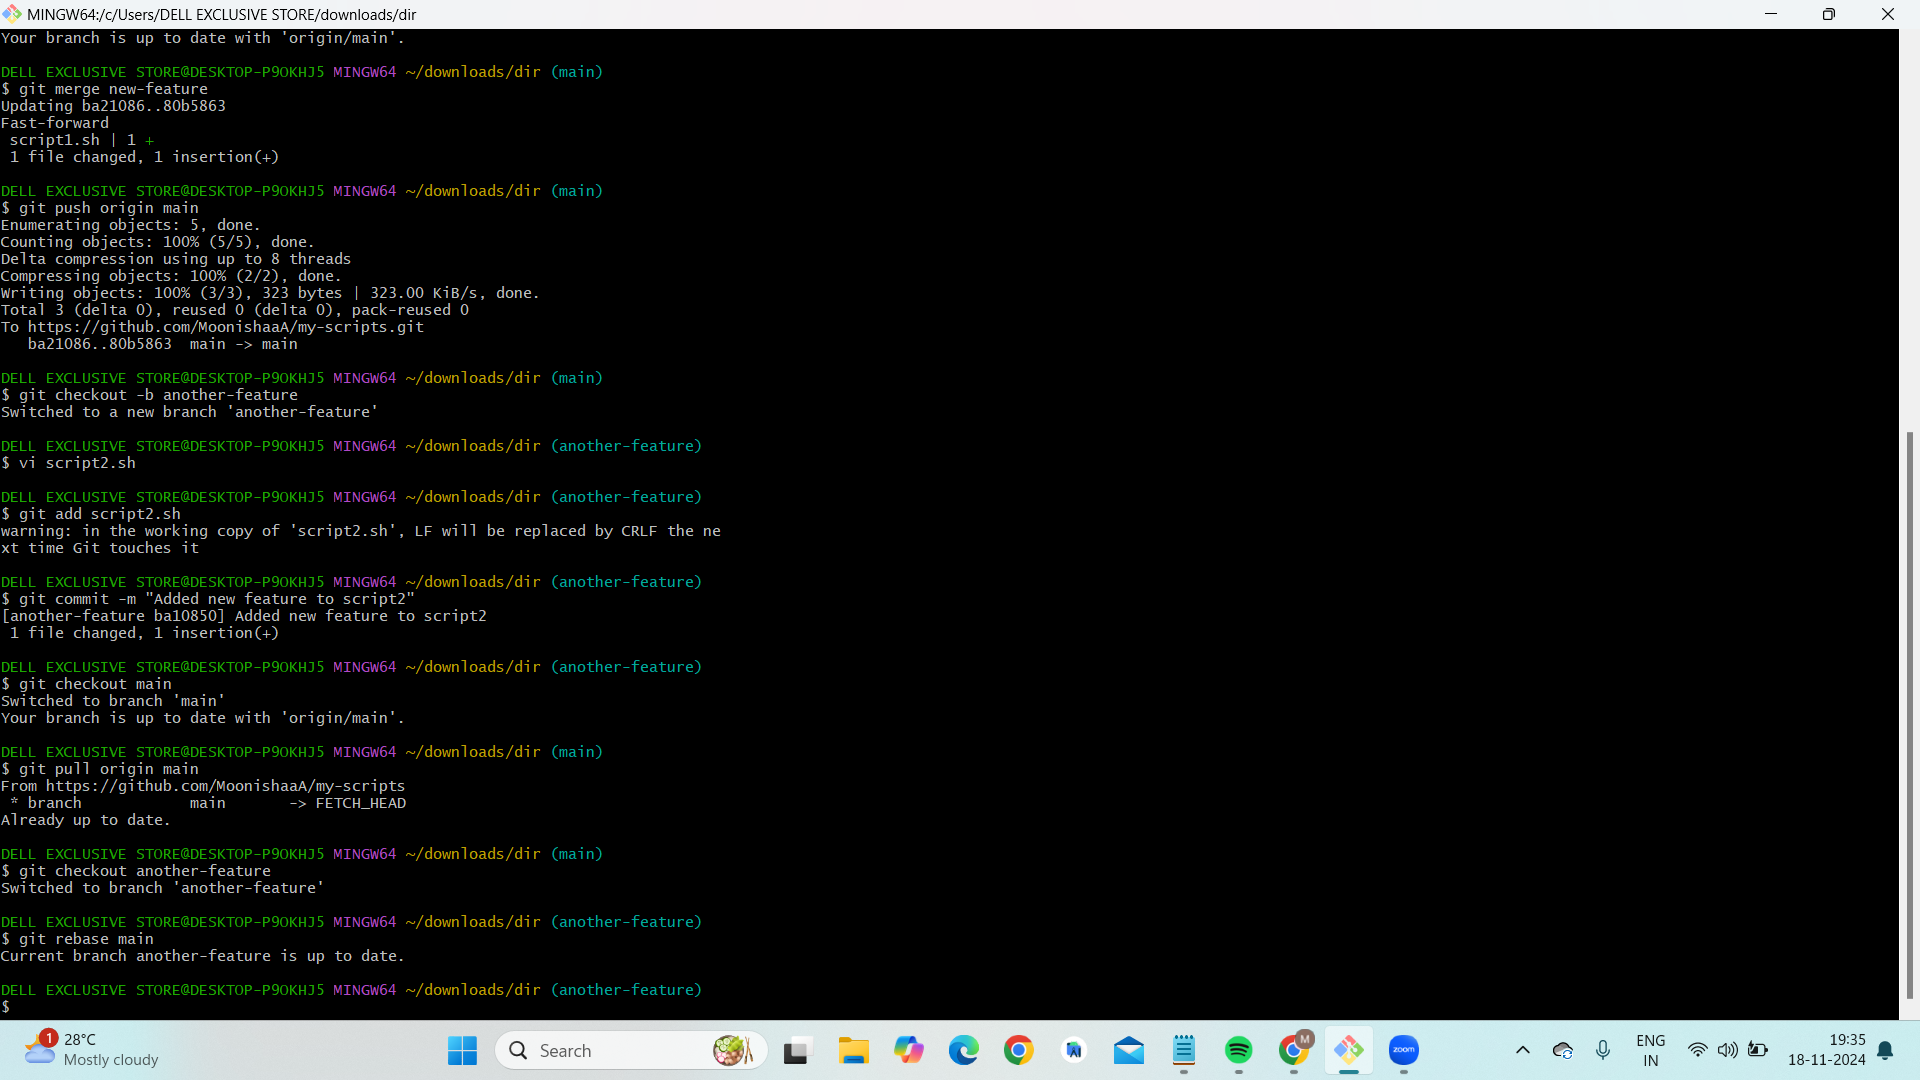 MINGW64:/c/Users/DELL EXCLUSIVE STORE/downloads/dir
Your branch is up to date with 'origin/main'.
DELL EXCLUSIVE STORE@DESKTOP-P9OKHJ5 MINGW64 ~/downloads/dir (main)
$ git merge new-feature
Updating ba21086..80b5863
Fast-forward
 script1.sh | 1 +
 1 file changed, 1 insertion(+)
DELL EXCLUSIVE STORE@DESKTOP-P9OKHJ5 MINGW64 ~/downloads/dir (main)
$ git push origin main
Enumerating objects: 5, done.
Counting objects: 100% (5/5), done.
Delta compression using up to 8 threads
Compressing objects: 100% (2/2), done.
Writing objects: 100% (3/3), 323 bytes | 323.00 KiB/s, done.
Total 3 (delta 0), reused 0 (delta 0), pack-reused 0
To https://github.com/MoonishaaA/my-scripts.git
   ba21086..80b5863  main -> main
DELL EXCLUSIVE STORE@DESKTOP-P9OKHJ5 MINGW64 ~/downloads/dir (main)
$ git checkout -b another-feature
Switched to a new branch 'another-feature'
DELL EXCLUSIVE STORE@DESKTOP-P9OKHJ5 MINGW64 ~/downloads/dir (another-feature)
$ vi script2.sh
DELL EXCLUSIVE STORE@DESKTOP-P9OKHJ5 MINGW64 ~/downloads/dir (another-feature)
$ git add script2.sh
warning: in the working copy of 'script2.sh', LF will be replaced by CRLF the ne
xt time Git touches it
DELL EXCLUSIVE STORE@DESKTOP-P9OKHJ5 MINGW64 ~/downloads/dir (another-feature)
$ git commit -m "Added new feature to script2"
[another-feature ba10850] Added new feature to script2
 1 file changed, 1 insertion(+)
DELL EXCLUSIVE STORE@DESKTOP-P9OKHJ5 MINGW64 ~/downloads/dir (another-feature)
$ git checkout main
Switched to branch 'main'
Your branch is up to date with 'origin/main'.
DELL EXCLUSIVE STORE@DESKTOP-P9OKHJ5 MINGW64 ~/downloads/dir (main)
$ git pull origin main
From https://github.com/MoonishaaA/my-scripts
 * branch            main       -> FETCH_HEAD
Already up to date.
DELL EXCLUSIVE STORE@DESKTOP-P9OKHJ5 MINGW64 ~/downloads/dir (main)
$ git checkout another-feature
Switched to branch 'another-feature'
DELL EXCLUSIVE STORE@DESKTOP-P9OKHJ5 MINGW64 ~/downloads/dir (another-feature)
$ git rebase main
Current branch another-feature is up to date.
DELL EXCLUSIVE STORE@DESKTOP-P9OKHJ5 MINGW64 ~/downloads/dir (another-feature)
$
1
28°C
Mostly cloudy
Search
AI
M
zoom
ENG
IN
19:35
18-11-2024